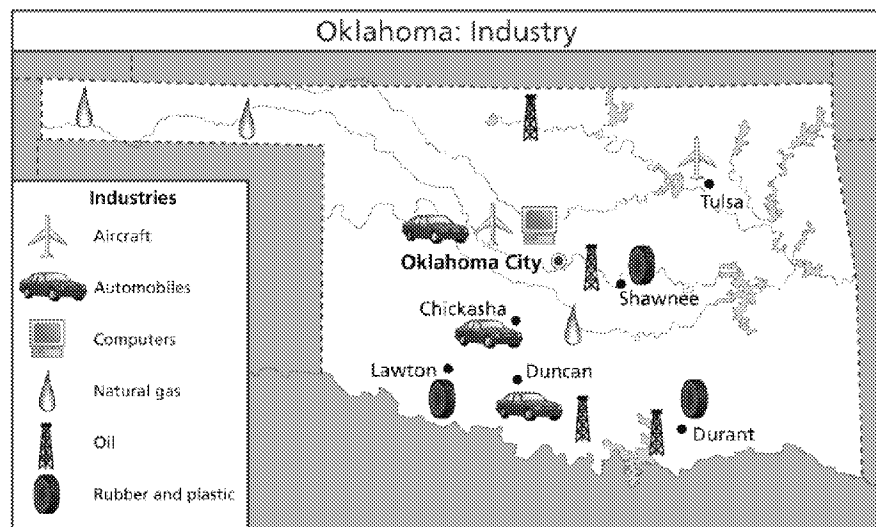 Oklahoma: Industry
Tulsa
Oklahoma City
Shawnee
Chickasha
Lawton
Duncan
Durant
Industries
Aircraft
Automobiles
Computers
Natural gas
Oil
Rubber and plastic